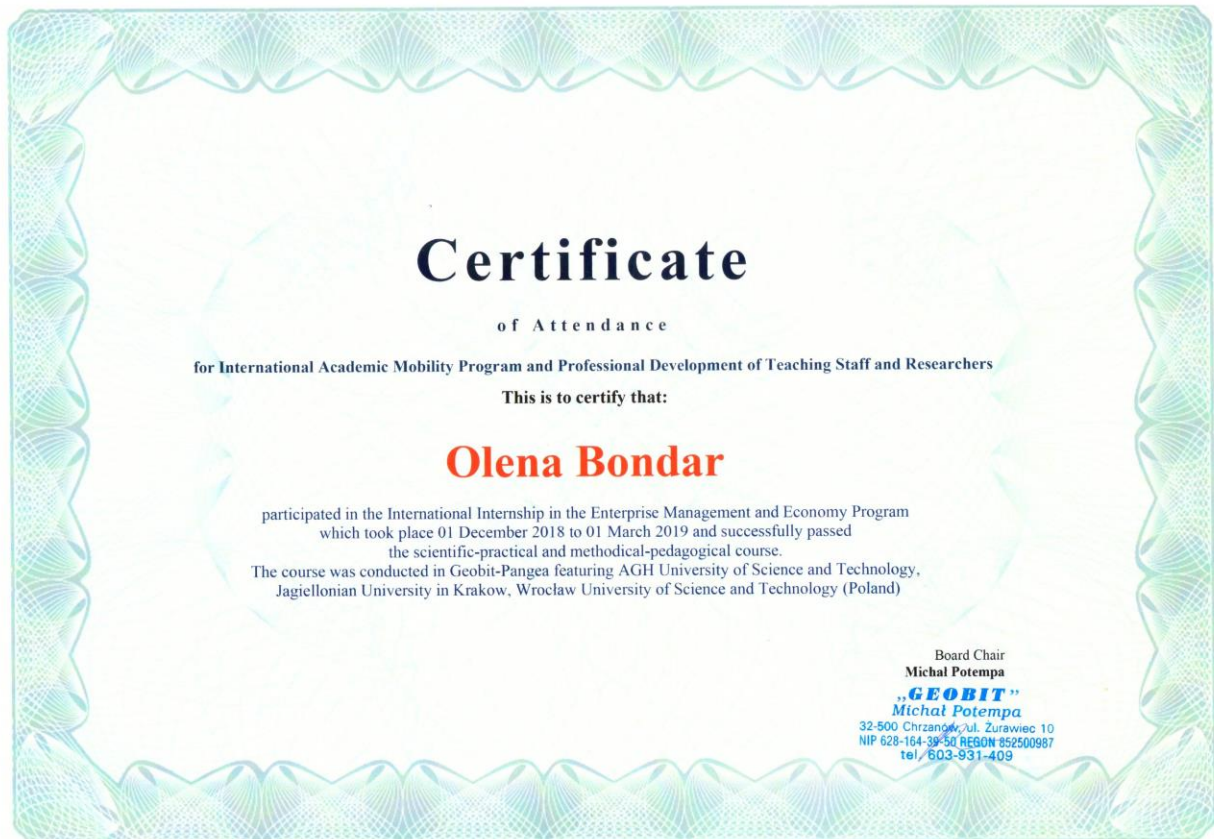 Certificate
of Attendance
for International Academic Mobility Program and Professional Development of Teaching Staff and Researchers
This is to certify that:
Olena Bondar
participated in the International Internship in the Enterprise Management and Economy Program
which took place 01 December 2018 to 01 March 2019 and successfully passed
the scientific-practical and methodical-pedagogical course.
The course was conducted in Geobit-Pangea featuring AGH University of Science and Technology,
Jagiellonian University in Krakow, Wrocław University of Science and Technology (Poland)
Board Chair
Michal Potempa
„GEOBIT”
Michał Potempa
32-500 Chrzanów, ul. Żurawiec 10
NIP 628-164-39-50 REGON 852500987
tel. 603-931-409